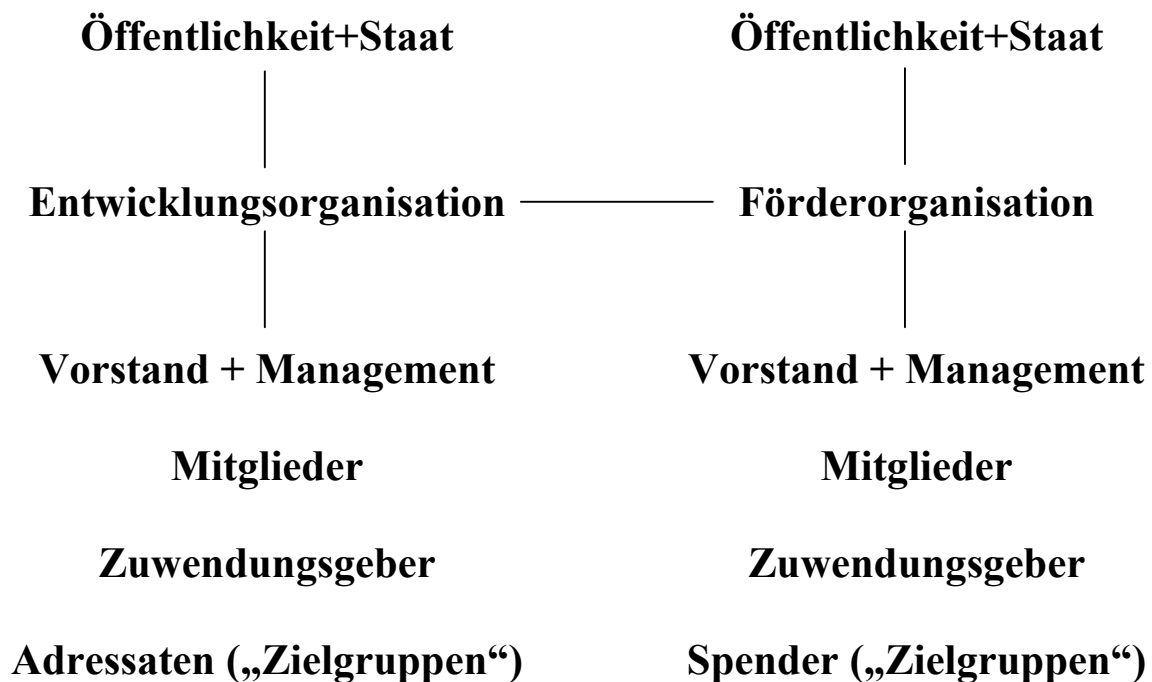 Öffentlichkeit+Staat Öffentlichkeit+Staat
Entwicklungsorganisation Förderorganisation
Vorstand + Management Vorstand + Management
Mitglieder Mitglieder
Zuwendungsgeber Zuwendungsgeber
Adressaten („Zielgruppen“) Spender („Zielgruppen“)